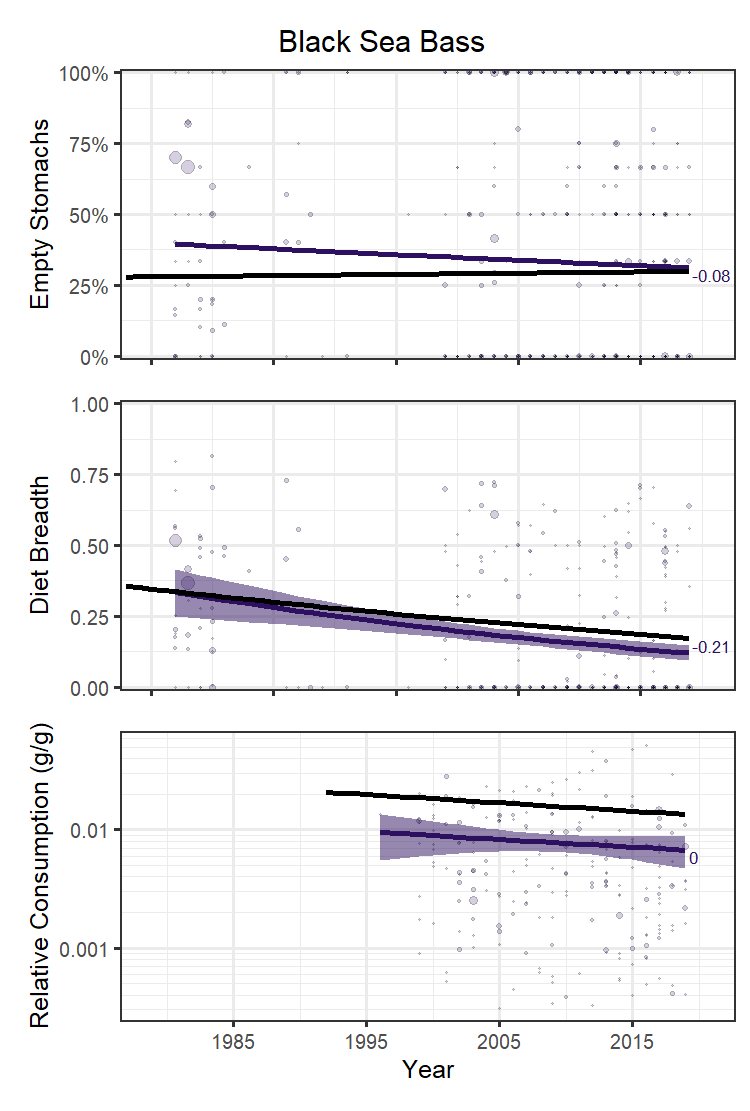 Black Sea Bass
Empty Stomachs
100%
75%
50%
25%
0%
-0.08
Diet Breadth
1.00
0.75
0.50
0.25
0.00
-0.21
Relative Consumption (g/g)
0.01
0.001
0
1985 1995 2005 2015
Year